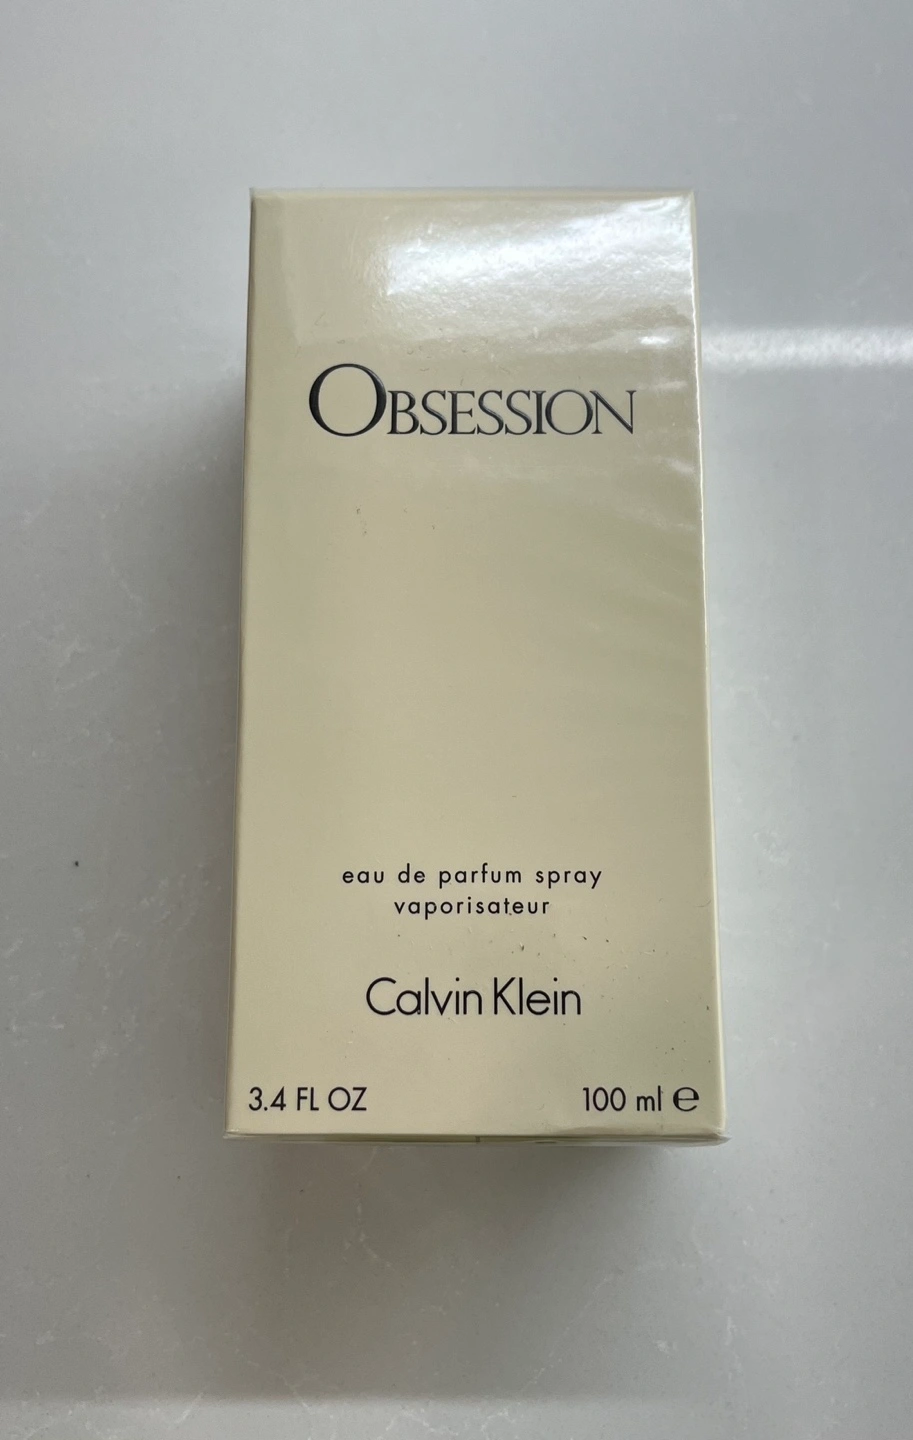 OBSESSION
eau de parfum spray
vaporisateur
Calvin Klein
3.4 FL OZ 100 ml ℮